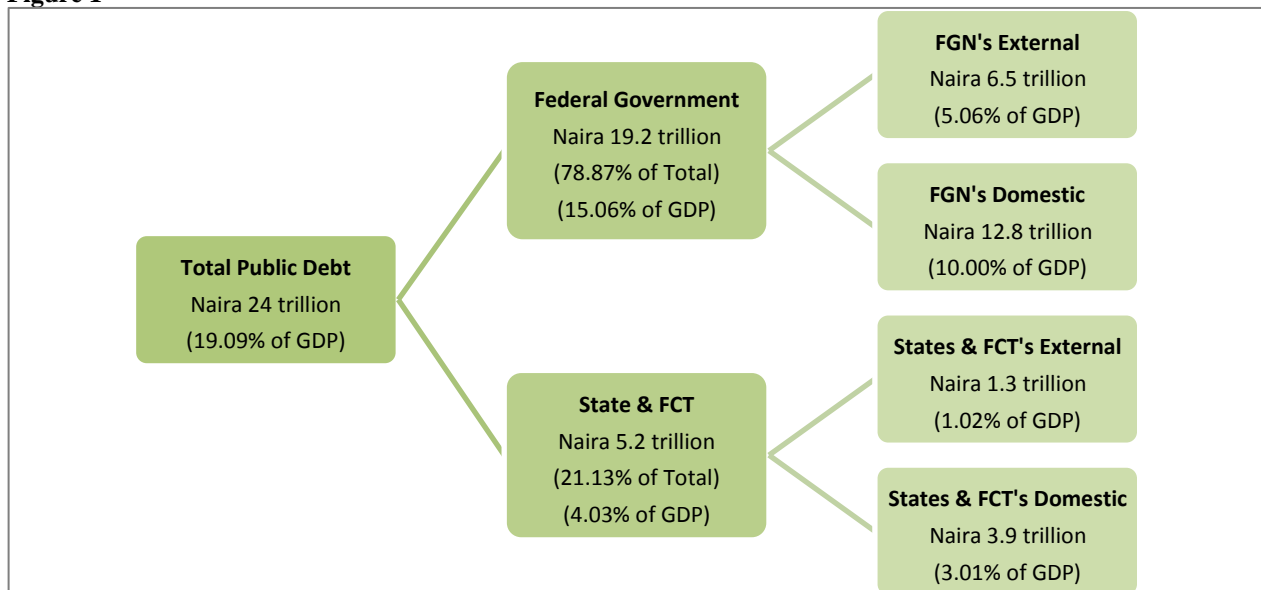 Figure 1
Total Public Debt
Naira 24 trillion
(19.09% of GDP)
Federal Government
Naira 19.2 trillion
(78.87% of Total)
(15.06% of GDP)
State & FCT
Naira 5.2 trillion
(21.13% of Total)
(4.03% of GDP)
FGN's External
Naira 6.5 trillion
(5.06% of GDP)
FGN's Domestic
Naira 12.8 trillion
(10.00% of GDP)
States & FCT's External
Naira 1.3 trillion
(1.02% of GDP)
States & FCT's Domestic
Naira 3.9 trillion
(3.01% of GDP)